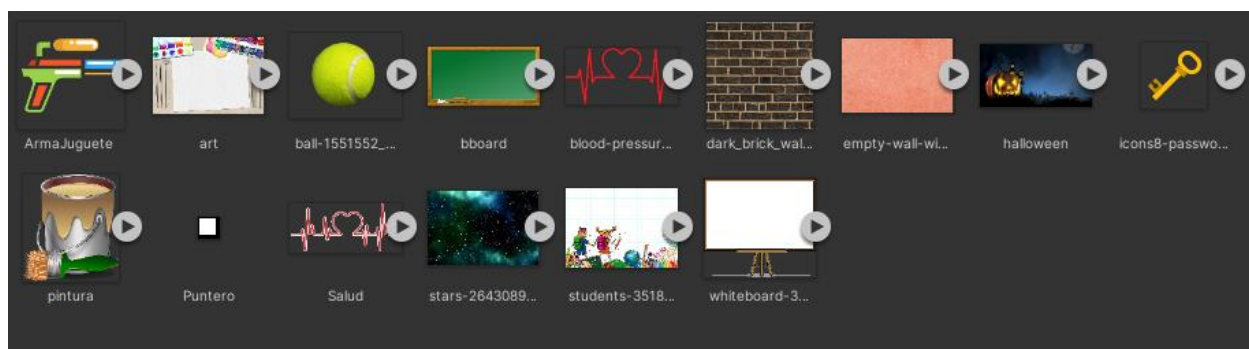 ArmaJuguete art ball-1551552_... bboard blood-pressur... dark_brick_wal... empty-wall-wi... halloween icons8-passwo...
pintura Puntero Salud stars-2643089... students-3518... whiteboard-3...